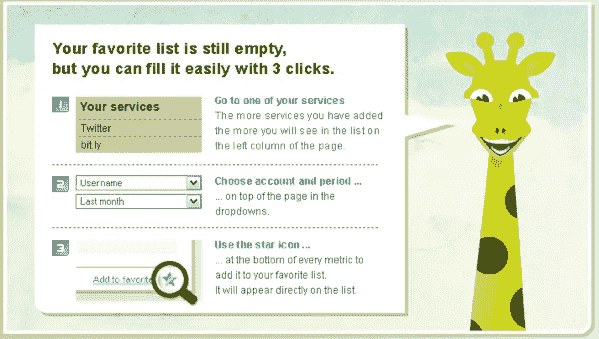 Your favorite list is still empty,
but you can fill it easily with 3 clicks.
1
Your services
Twitter
bit.ly
Go to one of your services
The more services you have added
the more you will see in the list on
the left column of the page.
2
Username
Last month
Choose account and period ...
... on top of the page in the
dropdowns.
3
Add to favorite
Use the star icon ...
... at the bottom of every metric to
add it to your favorite list.
It will appear directly on the list.